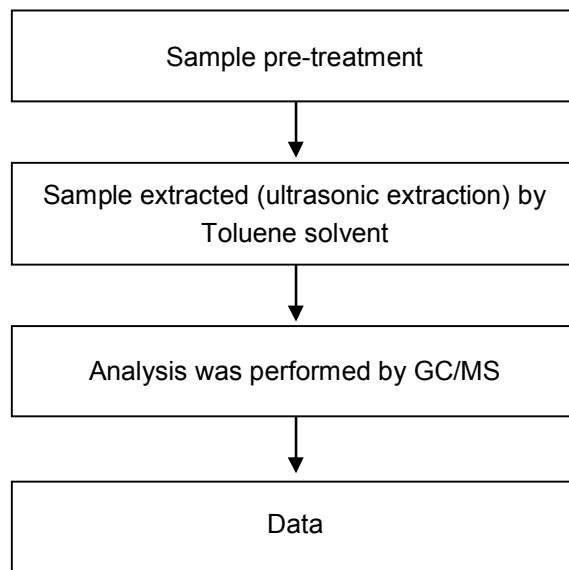 Sample pre-treatment
Sample extracted (ultrasonic extraction) by
Toluene solvent
Analysis was performed by GC/MS
Data